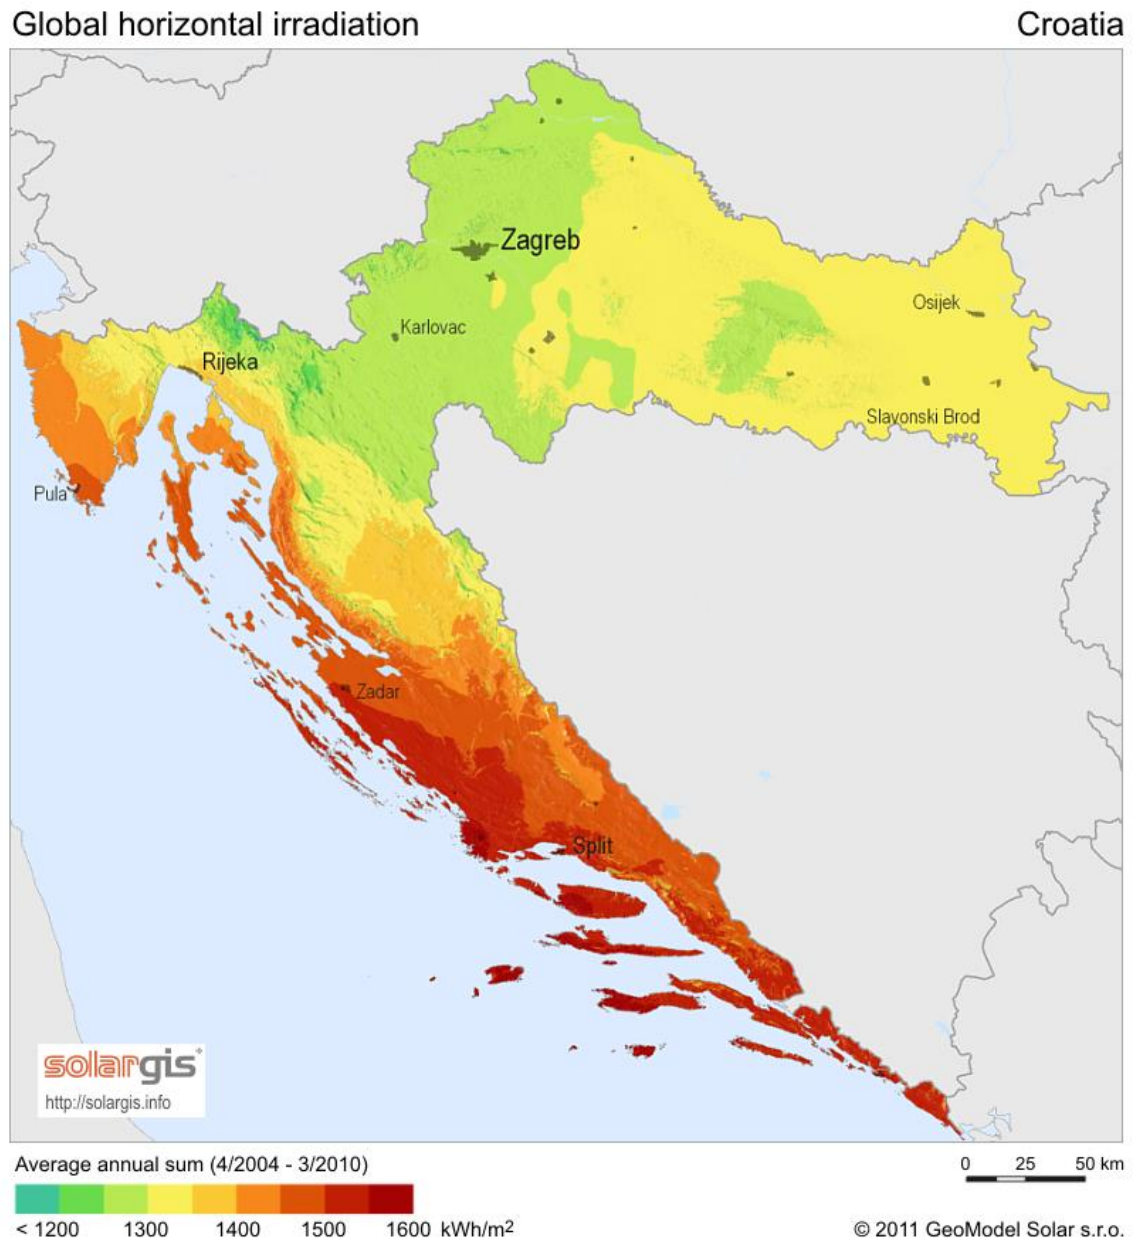 Global horizontal irradiation
Croatia
Zagreb
Osijek
Karlovac
Rijeka
Slavonski Brod
Pula
Zadar
Split
solargis
http://solargis.info
Average annual sum (4/2004 - 3/2010)
0 25 50 km
< 1200 1300 1400 1500 1600 kWh/m2
© 2011 GeoModel Solar s.r.o.